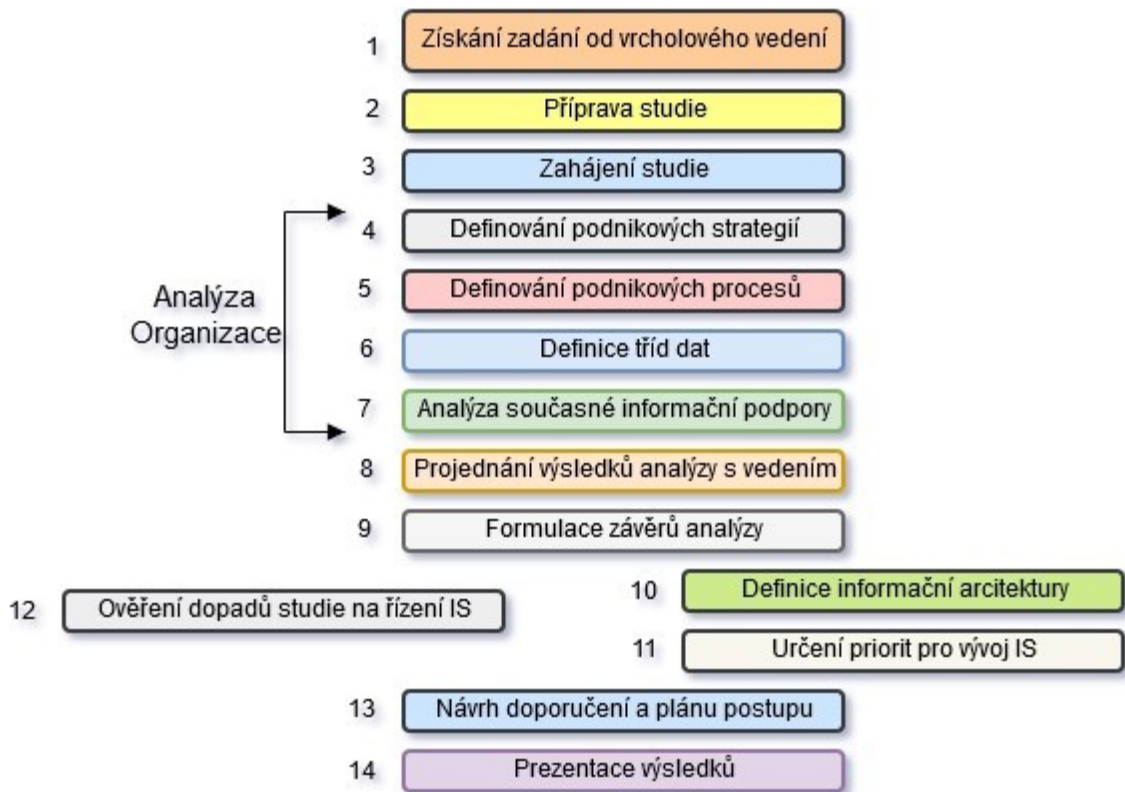 1 Získání zadání od vrcholového vedení
2 Příprava studie
3 Zahájení studie
4 Definování podnikových strategií
Analýza
Organizace
5 Definování podnikových procesů
6 Definice tříd dat
7 Analýza současné informační podpory
8 Projednání výsledků analýzy s vedením
9 Formulace závěrů analýzy
10 Definice informační arcitektury
12 Ověření dopadů studie na řízení IS
11 Určení priorit pro vývoj IS
13 Návrh doporučení a plánu postupu
14 Prezentace výsledků